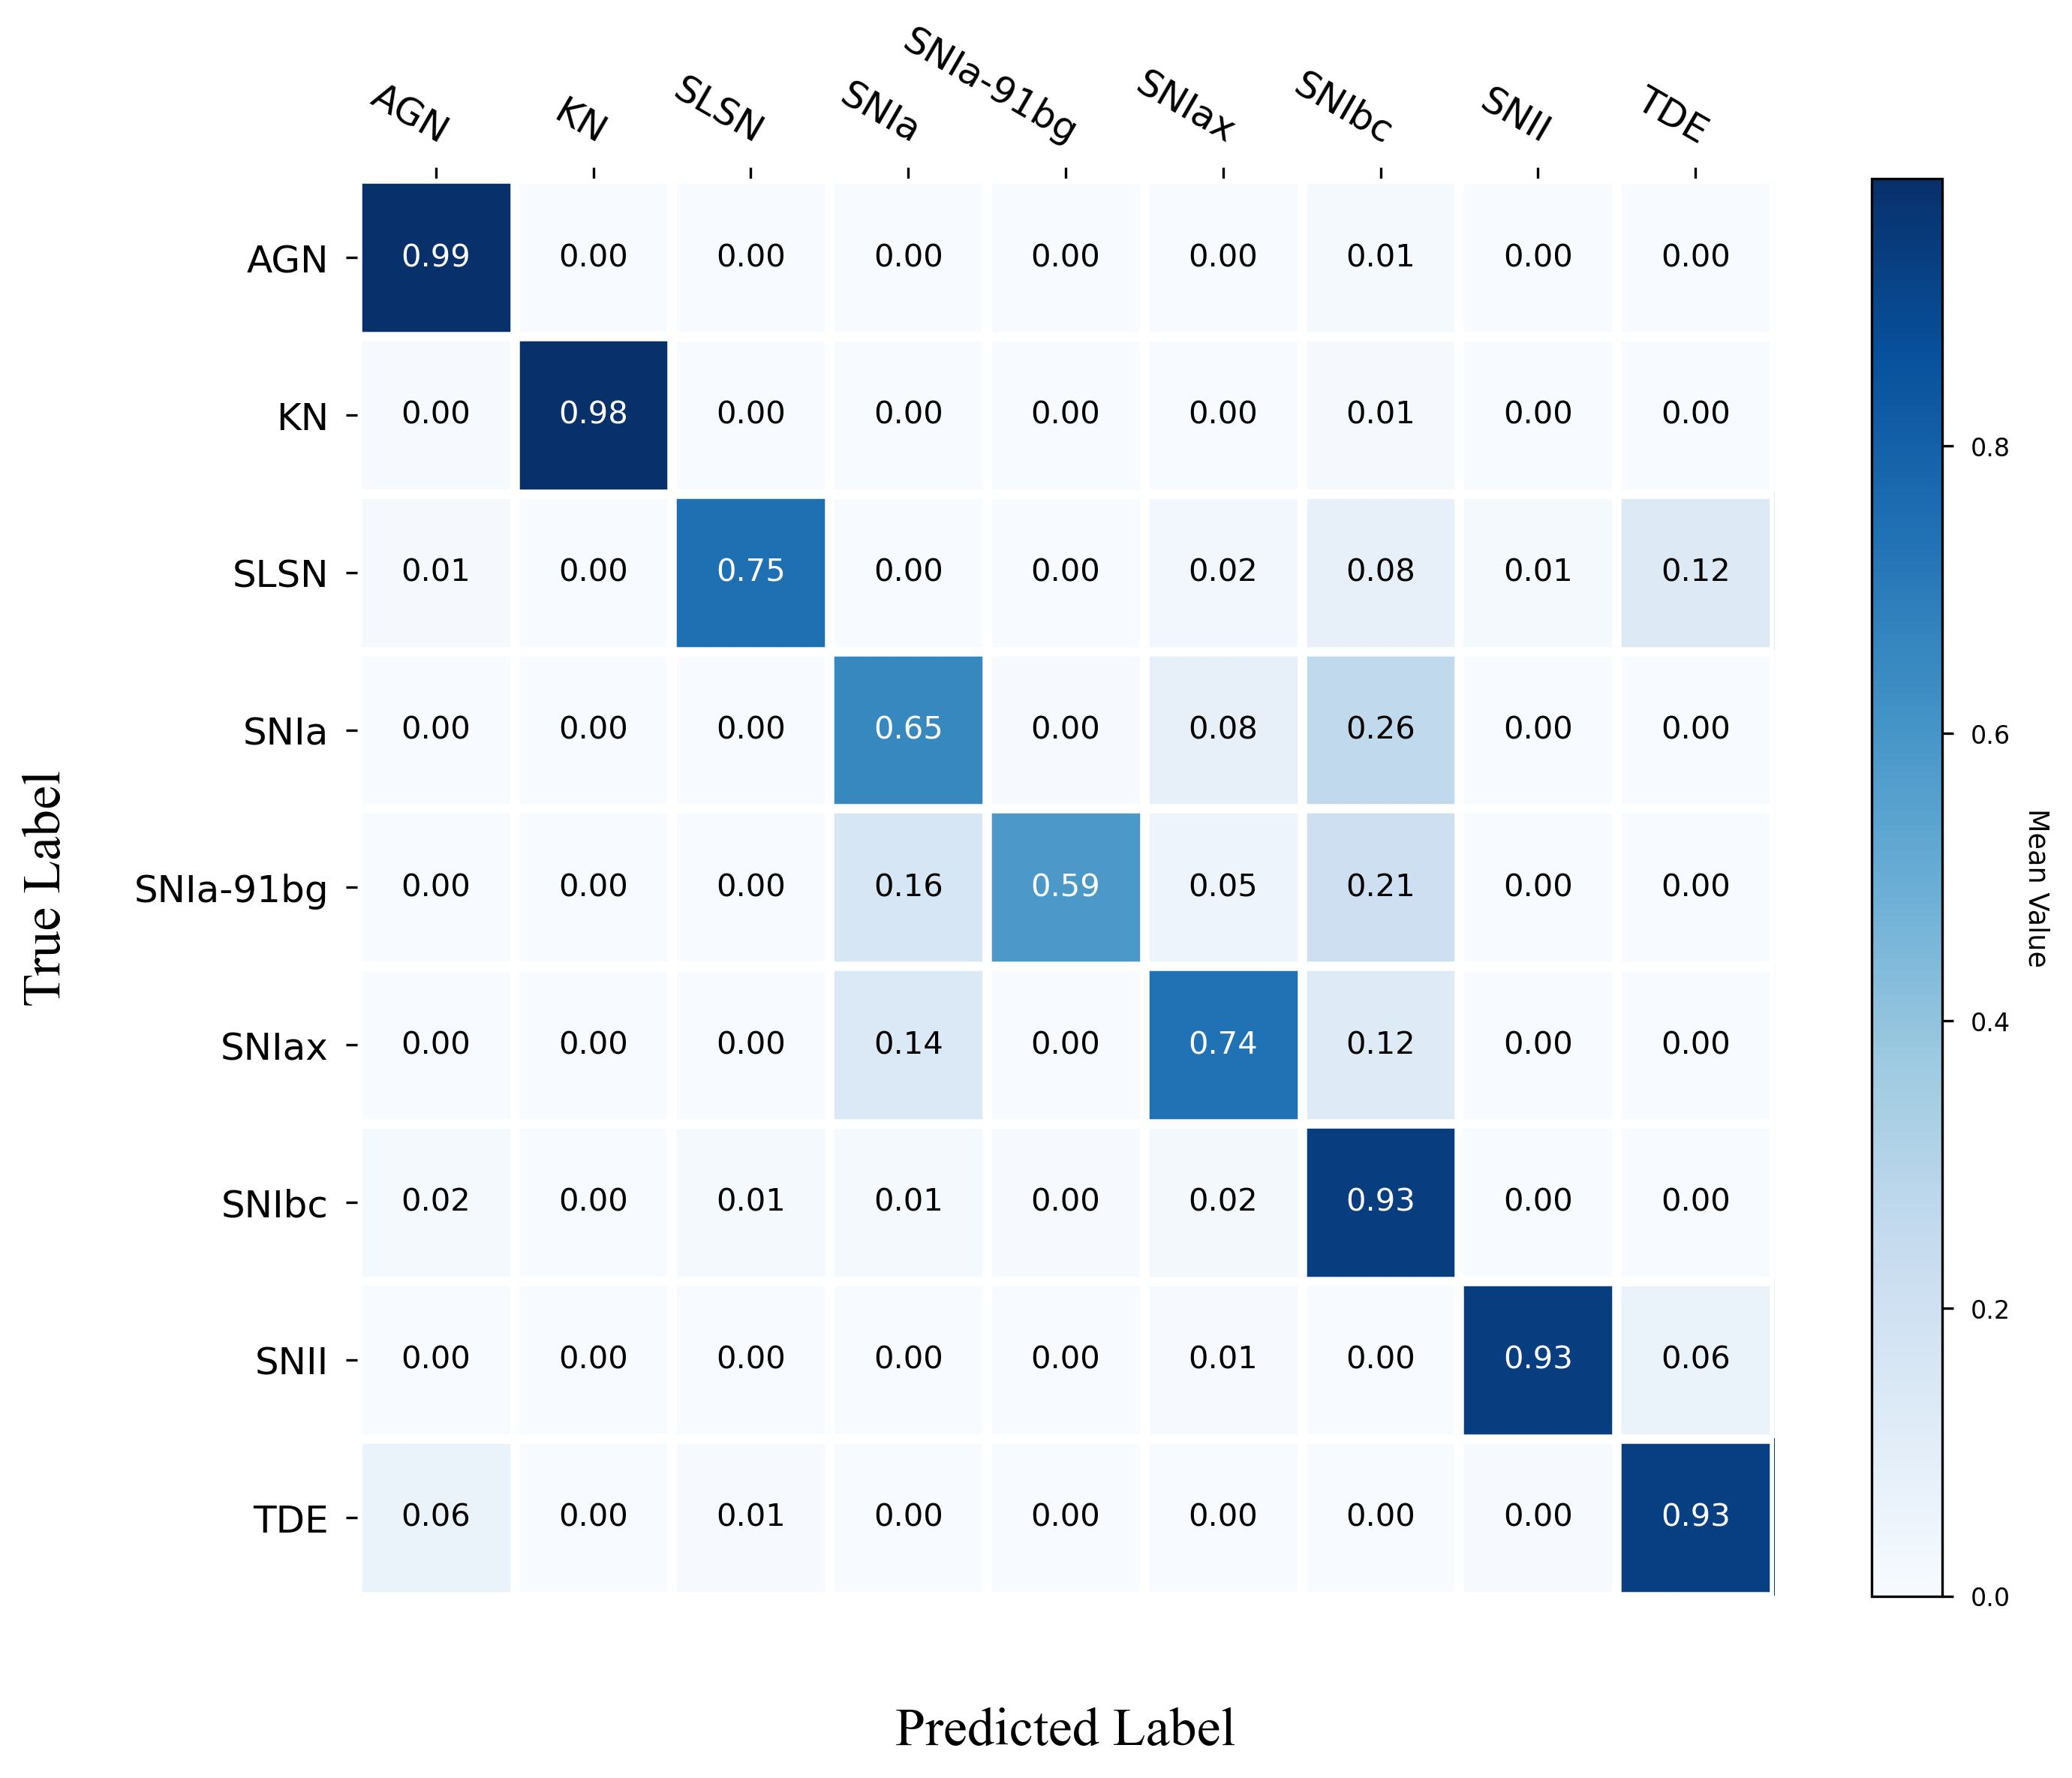 AGN KN SLSN SNIa SNIa-91bg SNIax SNIbc SNII TDE
AGN 0.99 0.00 0.00 0.00 0.00 0.00 0.01 0.00 0.00
KN 0.00 0.98 0.00 0.00 0.00 0.00 0.01 0.00 0.00
0.8
SLSN 0.01 0.00 0.75 0.00 0.00 0.02 0.08 0.01 0.12
SNIa 0.00 0.00 0.00 0.65 0.00 0.08 0.26 0.00 0.00
0.6
SNIa-91bg 0.00 0.00 0.00 0.16 0.59 0.05 0.21 0.00 0.00
True Label
Mean Value
0.4
SNIax 0.00 0.00 0.00 0.14 0.00 0.74 0.12 0.00 0.00
SNIbc 0.02 0.00 0.01 0.01 0.00 0.02 0.93 0.00 0.00
0.2
SNII 0.00 0.00 0.00 0.00 0.00 0.01 0.00 0.93 0.06
TDE 0.06 0.00 0.01 0.00 0.00 0.00 0.00 0.00 0.93
0.0
Predicted Label